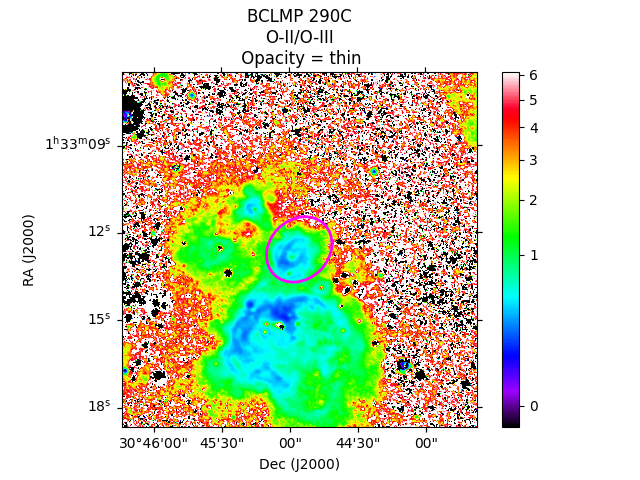 BCLMP 290C
O-II/O-III
Opacity = thin
6
5
4
3
2
1
0
RA (J2000)
1ʰ33ᵐ09ˢ
12ˢ
15ˢ
18ˢ
30°46'00" 45'30" 00" 44'30" 00"
Dec (J2000)